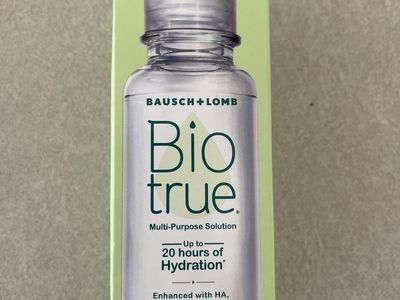 BAUSCH+LOMB
Bio
true®
Multi-Purpose Solution
Up to
20 hours of
Hydration*
Enhanced with HA,